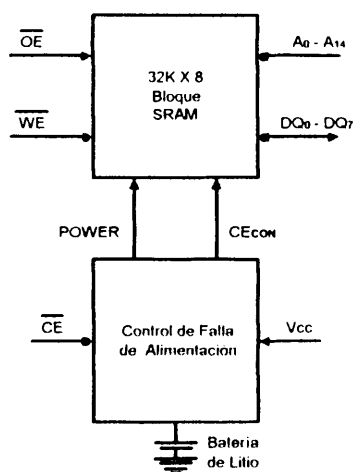 OE
32K X 8
Bloque
SRAM
A0 - A14
WE
DQ0 - DQ7
POWER
CECON
CE
Control de Falla
de Alimentación
Vcc
Bateria
de Litio